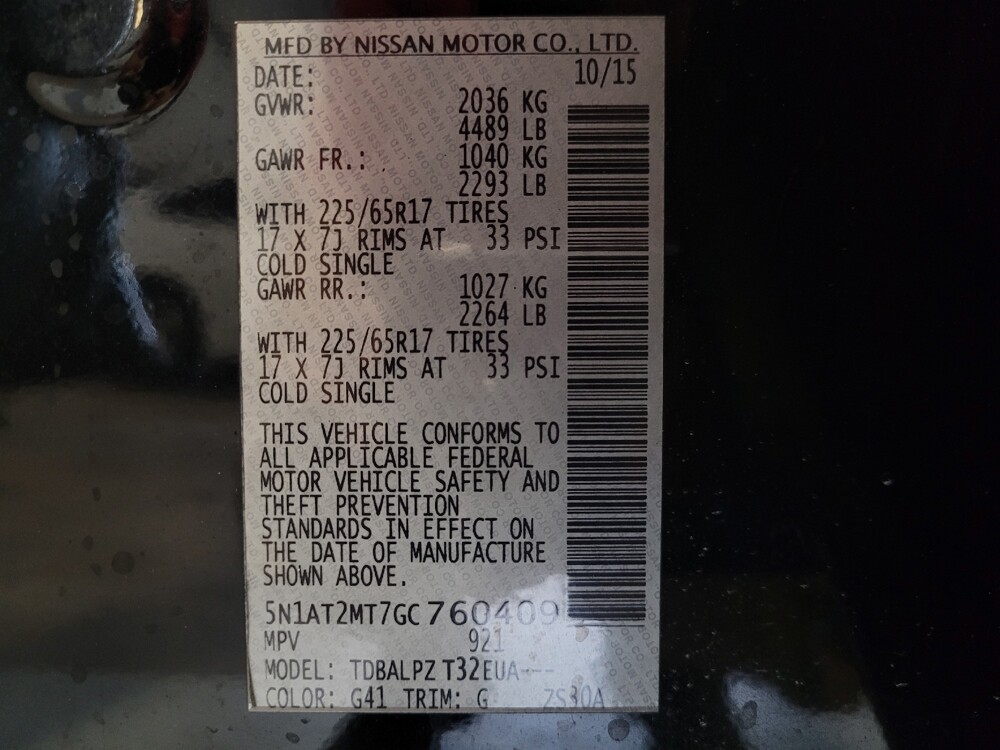 MFD BY NISSAN MOTOR CO., LTD.
DATE: 10/15
GVWR: 2036 KG
4489 LB
GAWR FR.: 1040 KG
2293 LB
WITH 225/65R17 TIRES
17 X 7J RIMS AT 33 PSI
COLD SINGLE
GAWR RR.: 1027 KG
2264 LB
WITH 225/65R17 TIRES
17 X 7J RIMS AT 33 PSI
COLD SINGLE
THIS VEHICLE CONFORMS TO
ALL APPLICABLE FEDERAL
MOTOR VEHICLE SAFETY AND
THEFT PREVENTION
STANDARDS IN EFFECT ON
THE DATE OF MANUFACTURE
SHOWN ABOVE.
5N1AT2MT7GC760409
MPV 921
MODEL: TDBALPZ T32EUA---
COLOR: G41 TRIM: G ZS30A